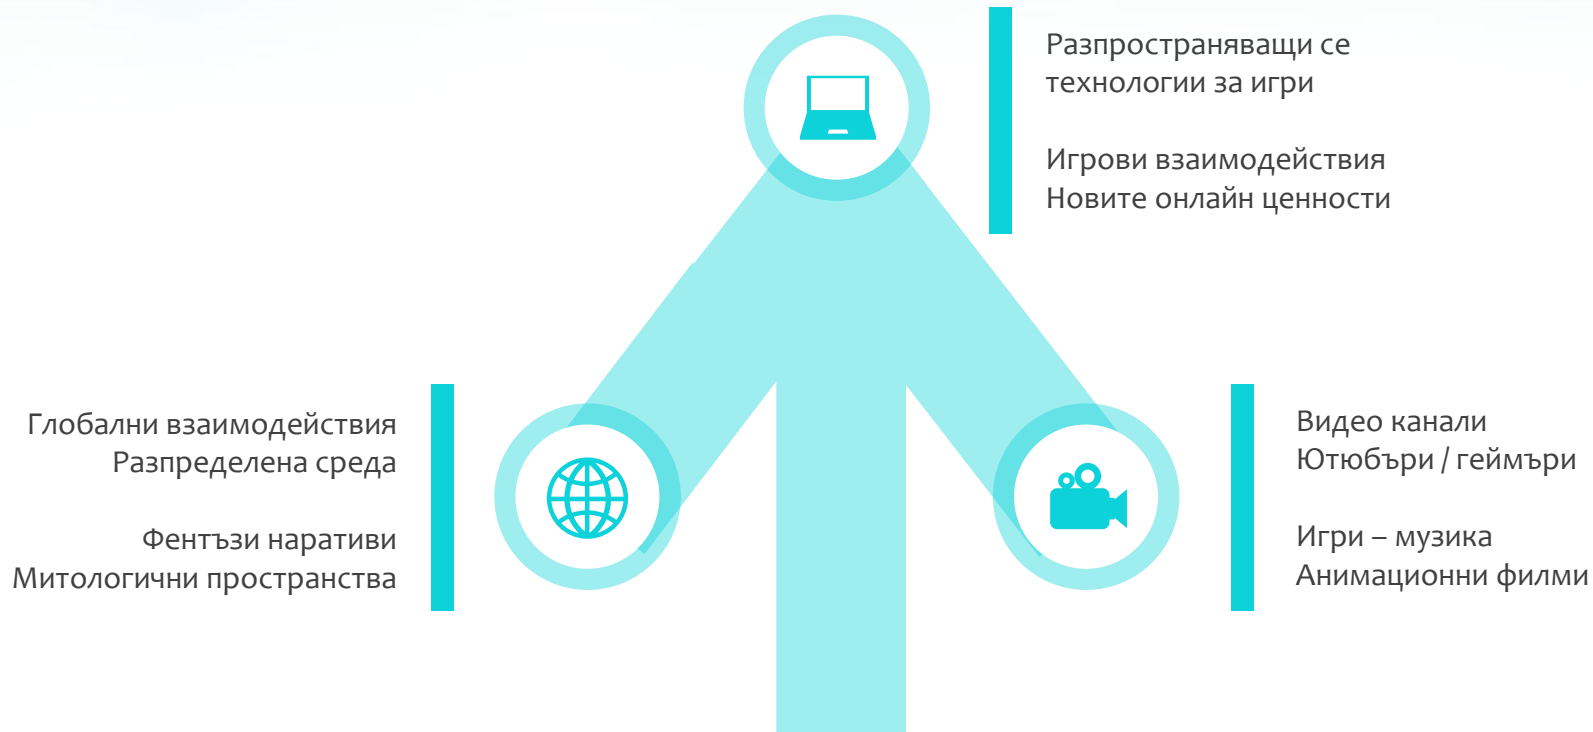 Разпространяващи се
технологии за игри
Игрови взаимодействия
Новите онлайн ценности
Глобални взаимодействия
Разпределена среда
Фентъзи наративи
Митологични пространства
Видео канали
Ютюбъри / геймъри
Игри – музика
Анимационни филми